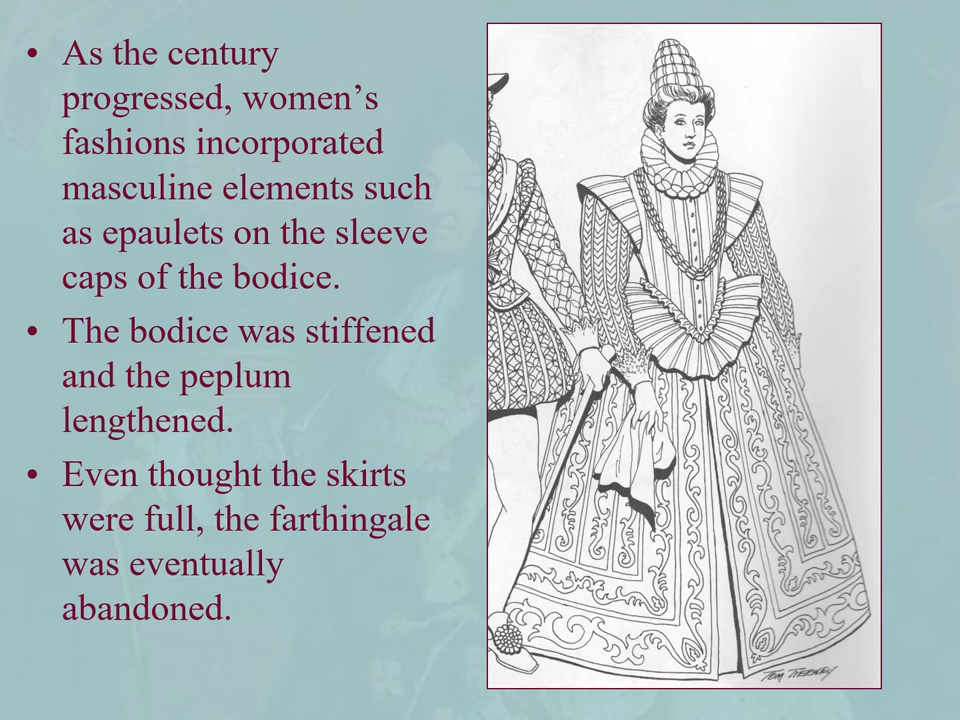 • As the century
progressed, women’s
fashions incorporated
masculine elements such
as epaulets on the sleeve
caps of the bodice.
• The bodice was stiffened
and the peplum
lengthened.
• Even thought the skirts
were full, the farthingale
was eventually
abandoned.
TOM TIERNEY